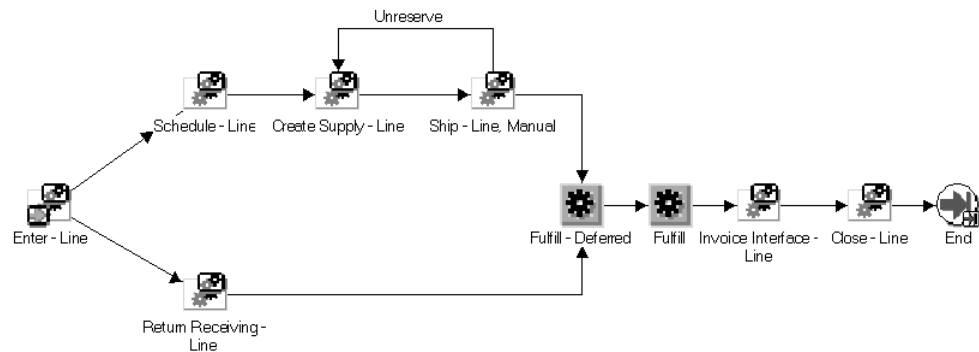 Unreserve
Schedule - Line
Create Supply - Line
Ship - Line, Manual
Enter - Line
Fulfill - Deferred
Fulfill
Invoice Interface -
Line
Close - Line
End
Return Receiving -
Line